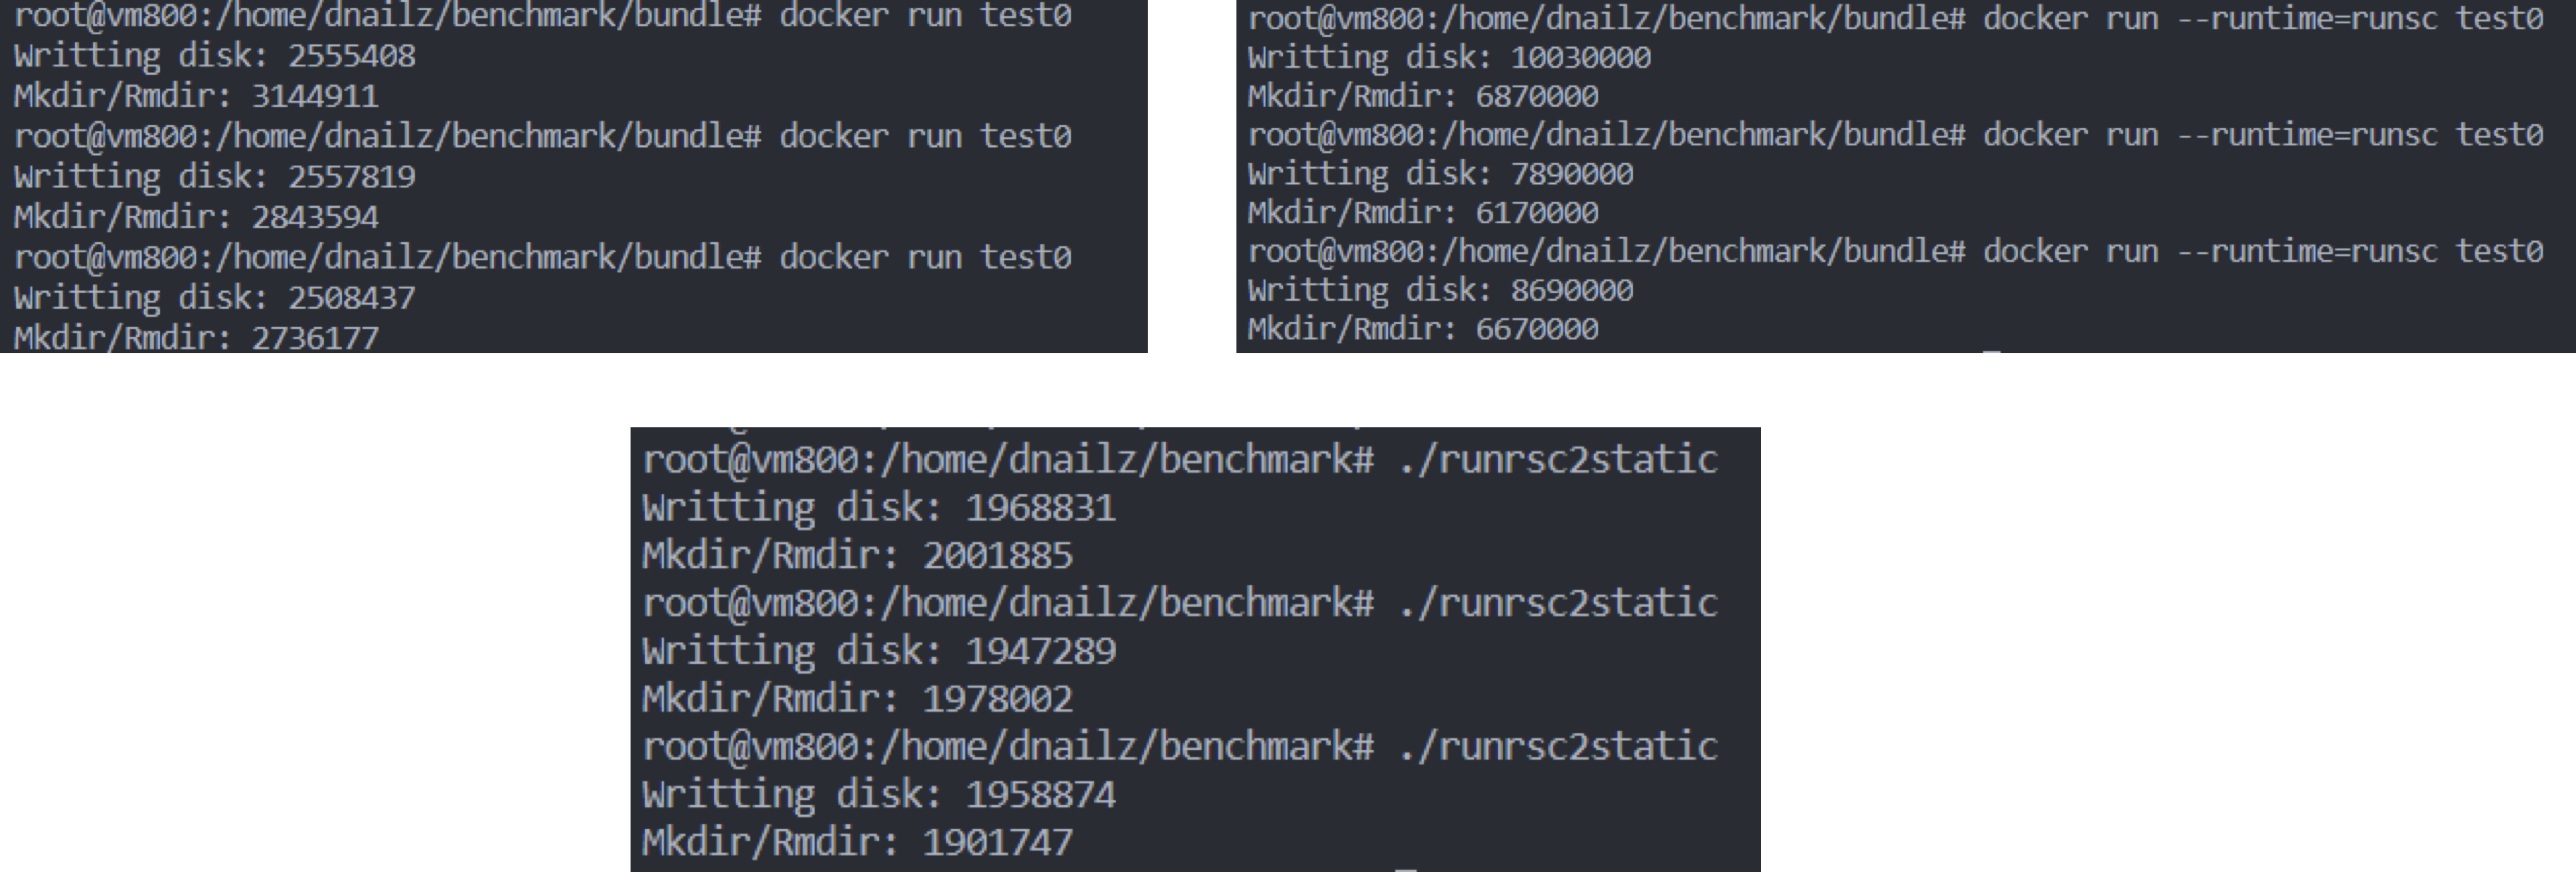 root@vm800:/home/dnailz/benchmark/bundle# docker run test0
Writting disk: 2555408
Mkdir/Rmdir: 3144911
root@vm800:/home/dnailz/benchmark/bundle# docker run test0
Writting disk: 2557819
Mkdir/Rmdir: 2843594
root@vm800:/home/dnailz/benchmark/bundle# docker run test0
Writting disk: 2508437
Mkdir/Rmdir: 2736177
root@vm800:/home/dnailz/benchmark/bundle# docker run --runtime=runsc test0
Writting disk: 10030000
Mkdir/Rmdir: 6870000
root@vm800:/home/dnailz/benchmark/bundle# docker run --runtime=runsc test0
Writting disk: 7890000
Mkdir/Rmdir: 6170000
root@vm800:/home/dnailz/benchmark/bundle# docker run --runtime=runsc test0
Writting disk: 8690000
Mkdir/Rmdir: 6670000
root@vm800:/home/dnailz/benchmark# ./runrsc2static
Writting disk: 1968831
Mkdir/Rmdir: 2001885
root@vm800:/home/dnailz/benchmark# ./runrsc2static
Writting disk: 1947289
Mkdir/Rmdir: 1978002
root@vm800:/home/dnailz/benchmark# ./runrsc2static
Writting disk: 1958874
Mkdir/Rmdir: 1901747